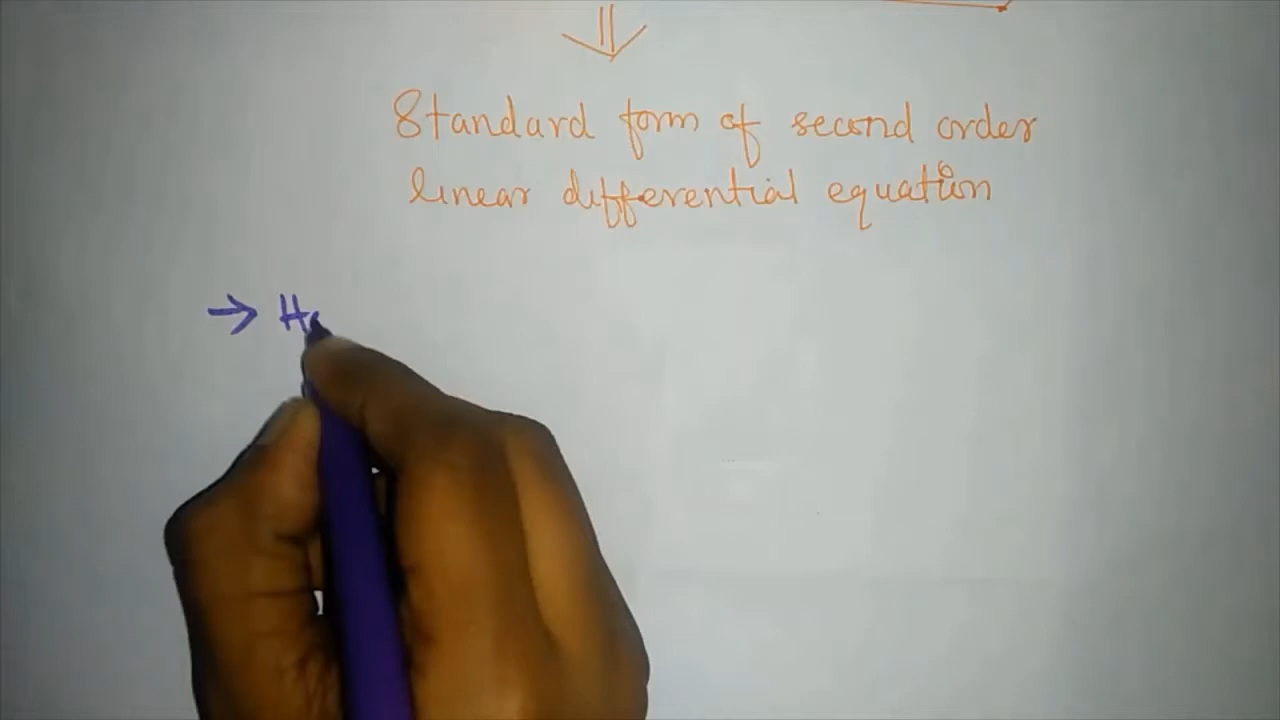 Standard form of second order
linear differential equation
→ H